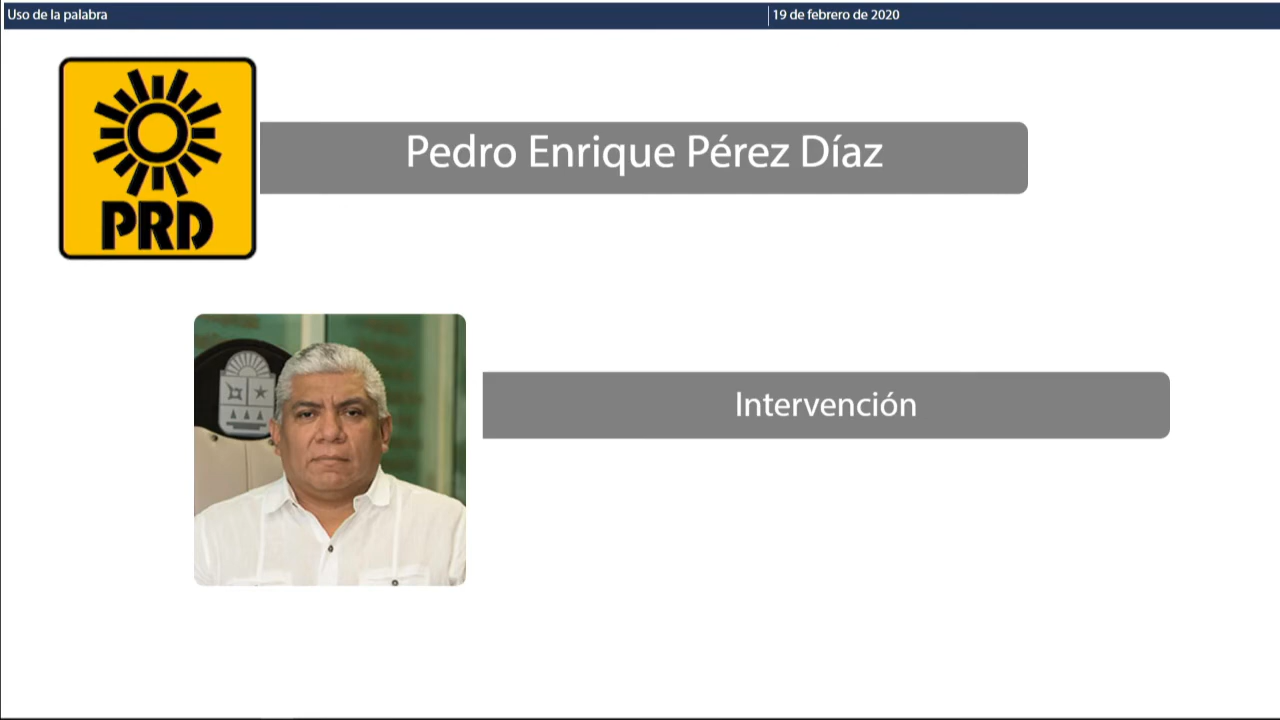 Uso de la palabra
19 de febrero de 2020
PRD
Pedro Enrique Pérez Díaz
Intervención